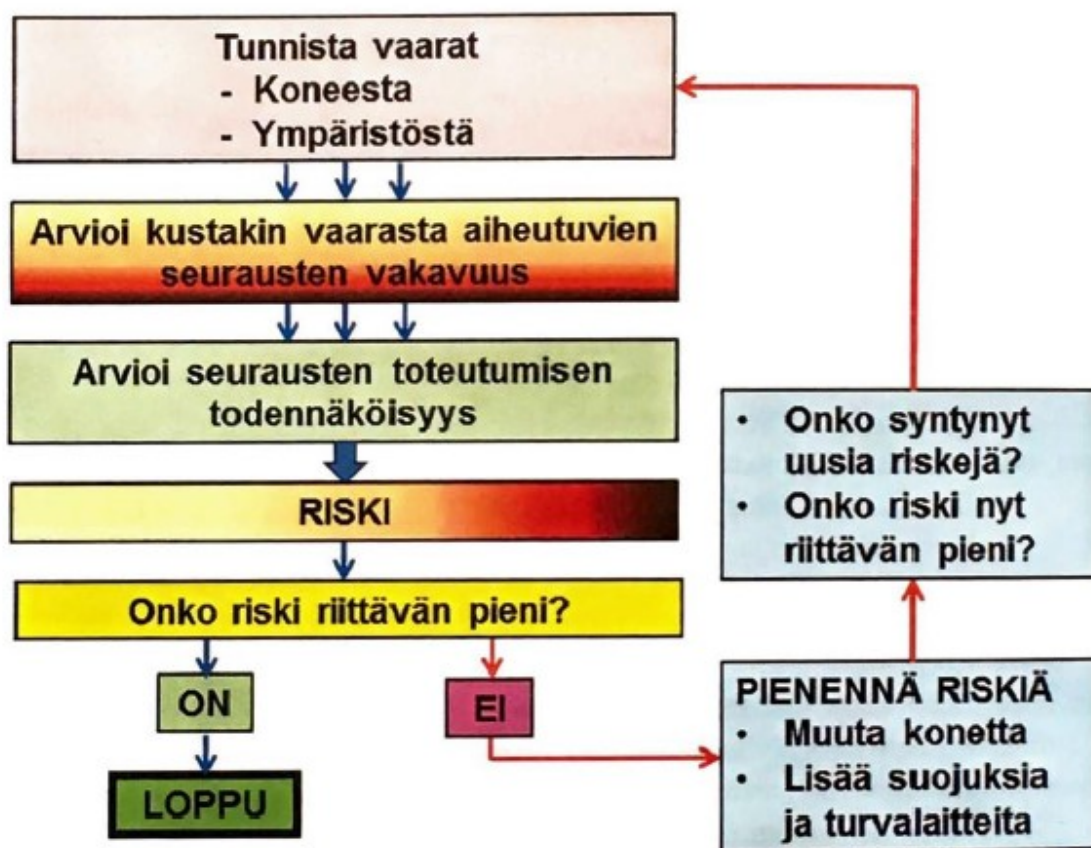 Tunnista vaarat
- Koneesta
- Ympäristöstä
Arvioi kustakin vaarasta aiheutuvien
seurausten vakavuus
Arvioi seurausten toteutumisen
todennäköisyys
RISKI
Onko riski riittävän pieni?
ON
EI
LOPPU
PIENENNÄ RISKIÄ
• Muuta konetta
• Lisää suojuksia
ja turvalaitteita
• Onko syntynyt
uusia riskejä?
• Onko riski nyt
riittävän pieni?